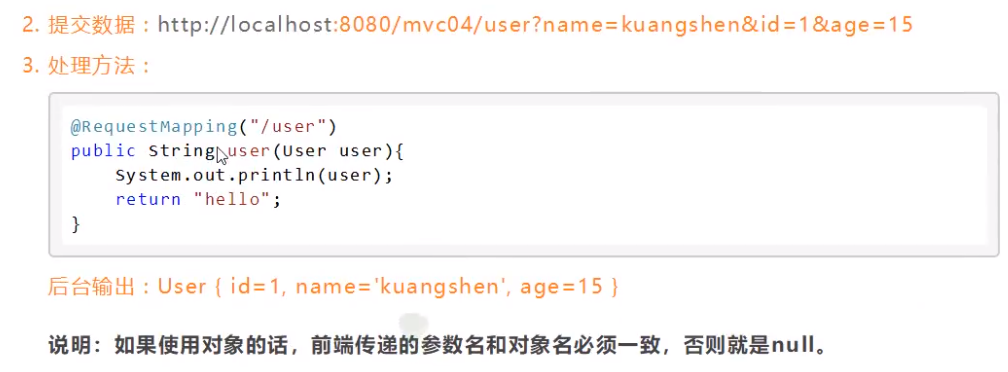 2. 提交数据：http://localhost:8080/mvc04/user?name=kuangshen&id=1&age=15
3. 处理方法：
@RequestMapping("/user")
public String user(User user){
System.out.println(user);
return "hello";
}
后台输出：User { id=1, name='kuangshen', age=15 }
说明：如果使用对象的话，前端传递的参数名和对象名必须一致，否则就是null。